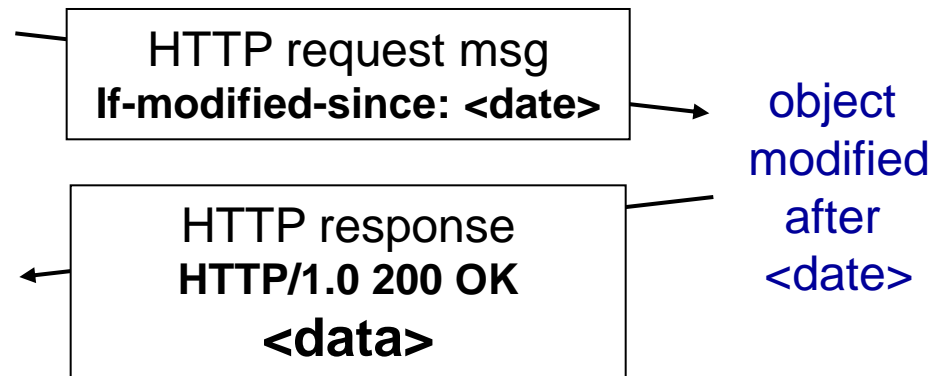 HTTP request msg
If-modified-since: <date>
object
modified
after
<date>
HTTP response
HTTP/1.0 200 OK
<data>